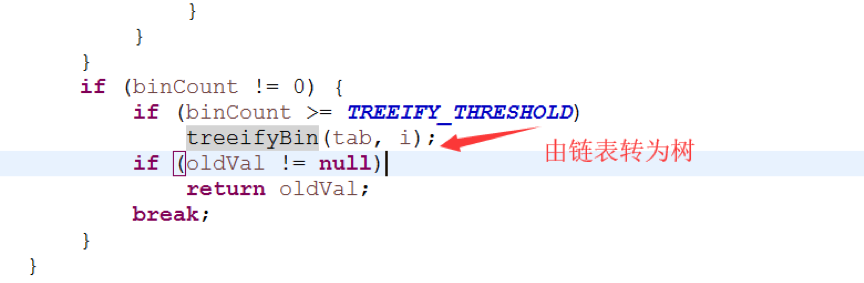 }
}
}
if (binCount != 0) {
if (binCount >= TREEIFY_THRESHOLD)
treeifyBin(tab, i);
由链表转为树
if (oldVal != null)
return oldVal;
break;
}
}